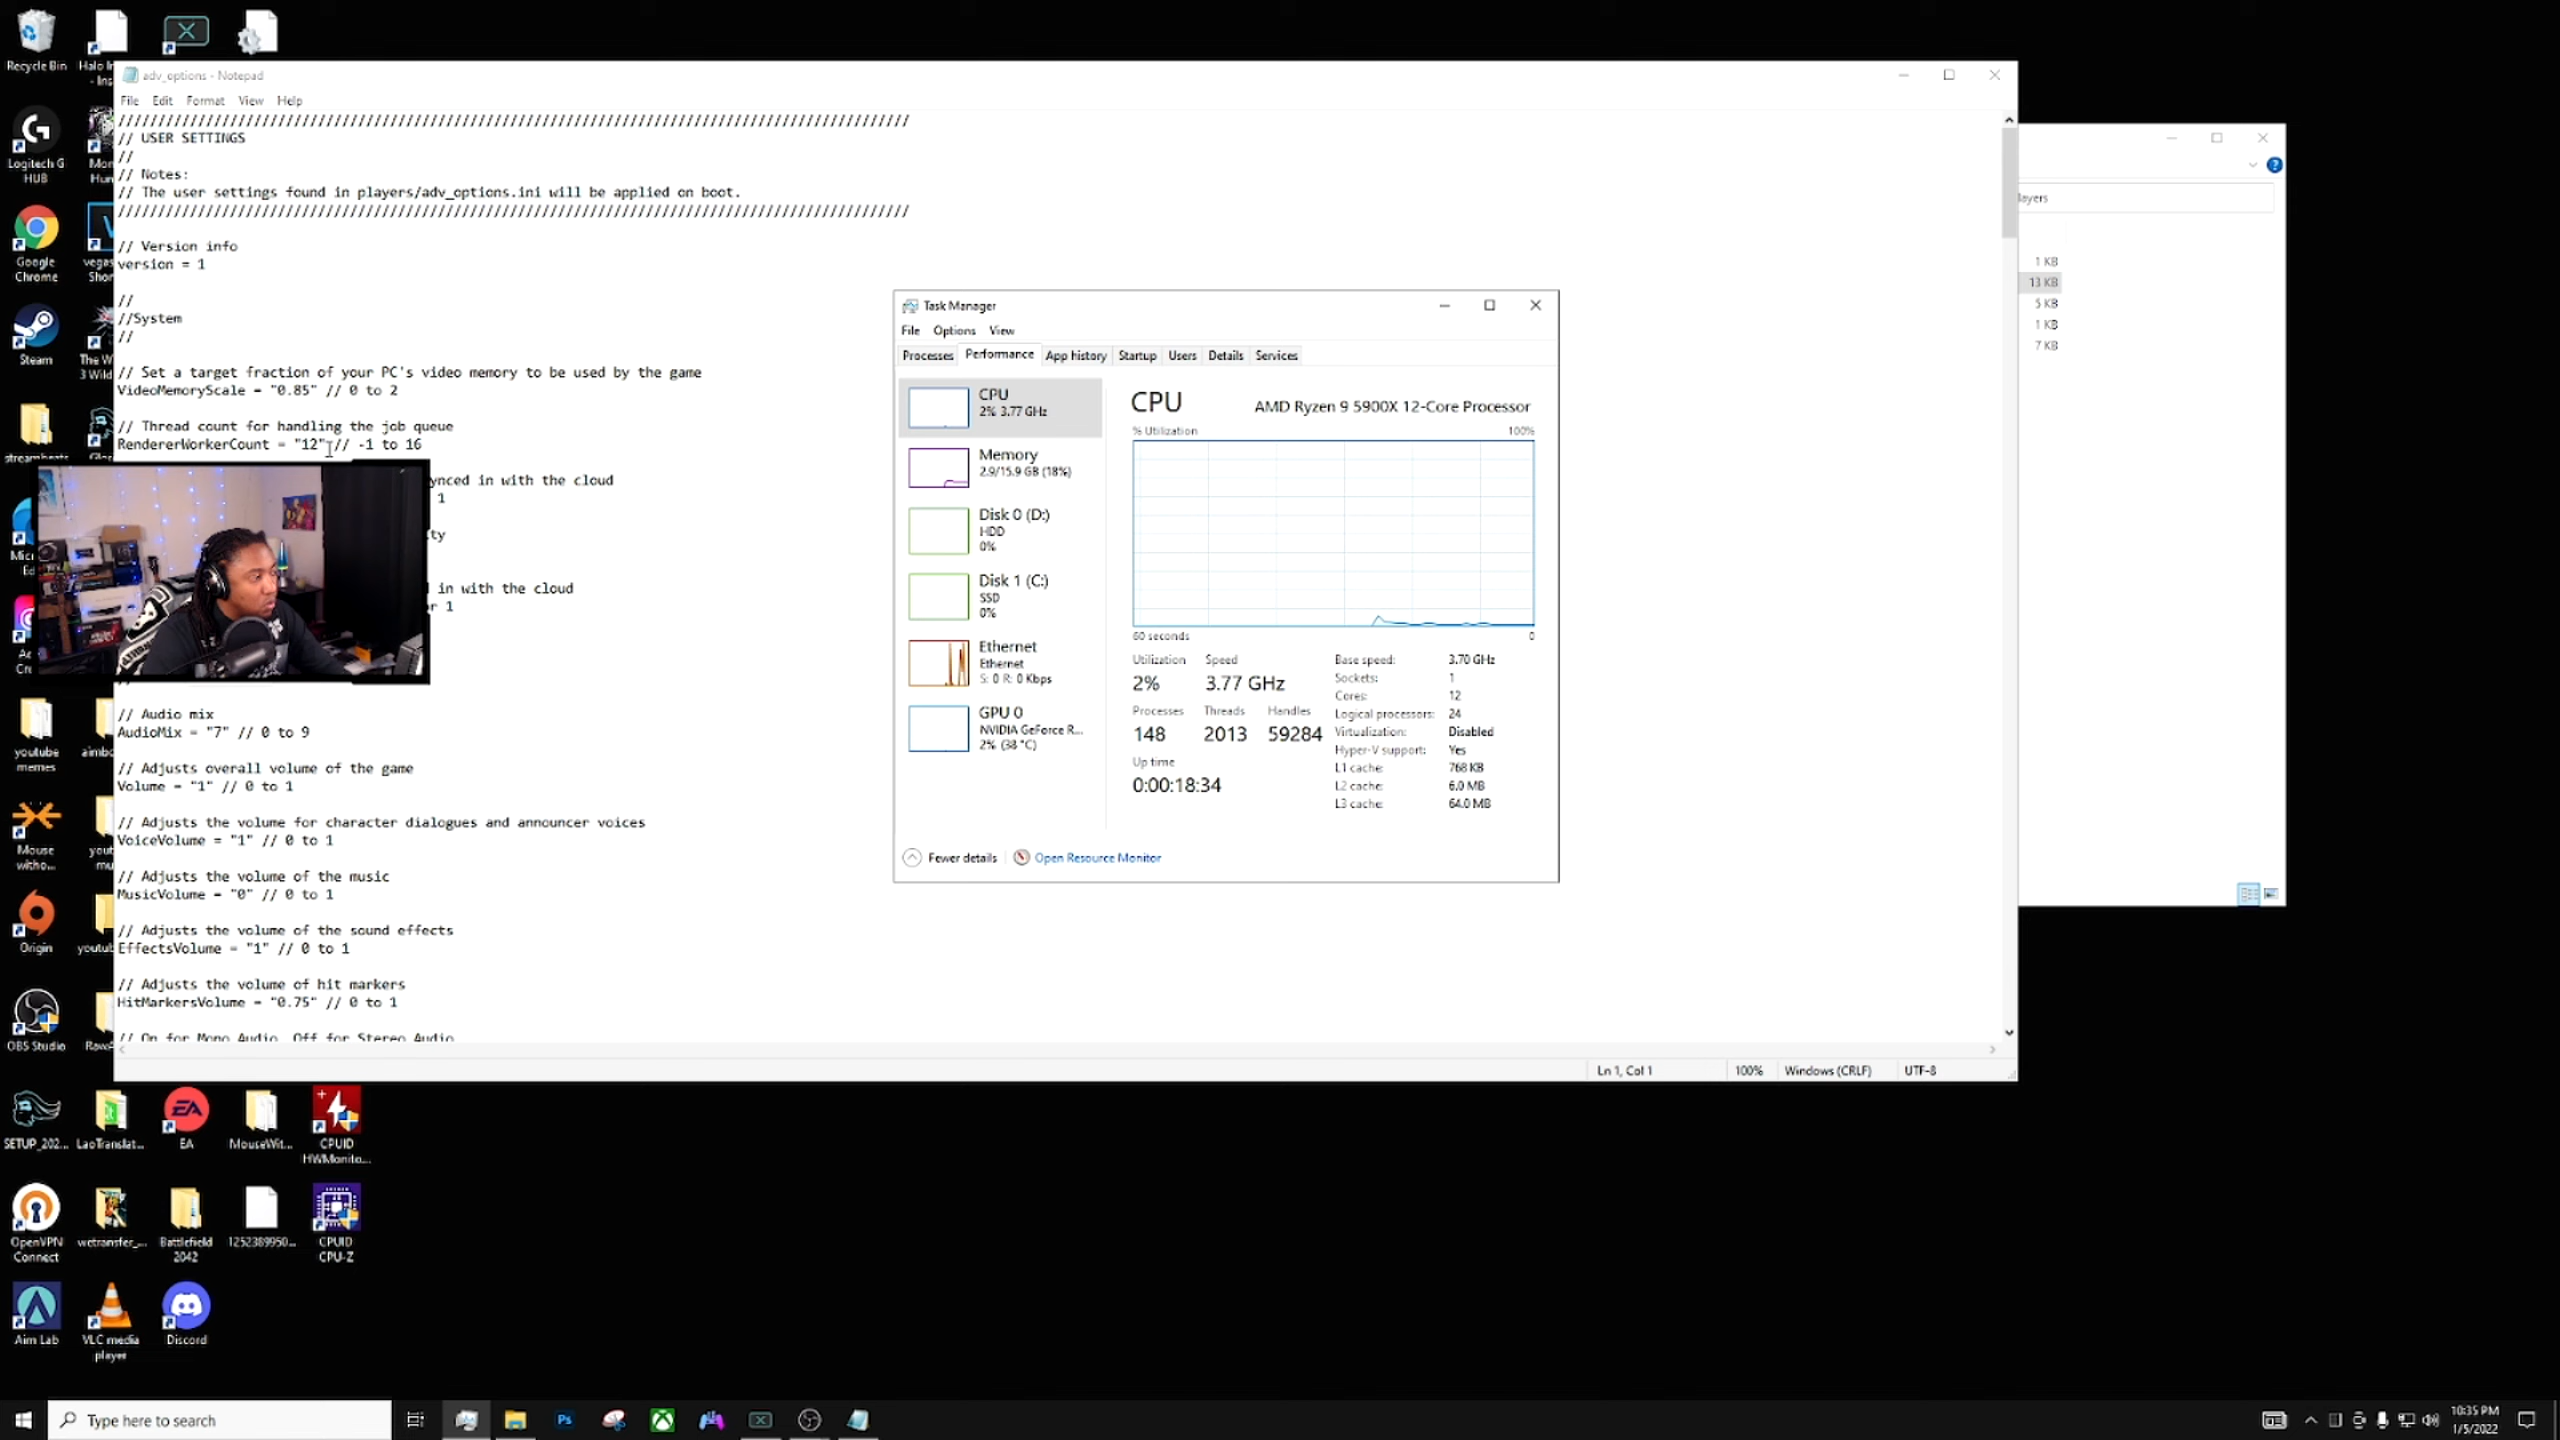 Recycle Bin
Logitech G
HUB
Google
Chrome
Steam
youtube
memes
Mouse
witho...
Origin
OBS Studio
adv_options - Notepad
File Edit Format View Help
////////////////////////////////////////////////////////////////////////////////////////////////////
// USER SETTINGS
//
// Notes:
// The user settings found in players/adv_options.ini will be applied on boot.
////////////////////////////////////////////////////////////////////////////////////////////////////
// Version info
version = 1
//
//System
//
// Set a target fraction of your PC's video memory to be used by the game
VideoMemoryScale = "0.85" // 0 to 2
// Thread count for handling the job queue
RendererWorkerCount = "12" // -1 to 16
ynced in with the cloud
1
ty
in with the cloud
r 1
// Audio mix
AudioMix = "7" // 0 to 9
// Adjusts overall volume of the game
Volume = "1" // 0 to 1
// Adjusts the volume for character dialogues and announcer voices
VoiceVolume = "1" // 0 to 1
// Adjusts the volume of the music
MusicVolume = "0" // 0 to 1
// Adjusts the volume of the sound effects
EffectsVolume = "1" // 0 to 1
// Adjusts the volume of hit markers
HitMarkersVolume = "0.75" // 0 to 1
// On for Mono Audio, Off for Stereo Audio
Ln 1, Col 1 100% Windows (CRLF) UTF-8
layers
1 KB
13 KB
5 KB
1 KB
7 KB
Task Manager
File Options View
Processes Performance App history Startup Users Details Services
CPU
2% 3.77 GHz
Memory
2.9/15.9 GB (18%)
Disk 0 (D:)
HDD
0%
Disk 1 (C:)
SSD
0%
Ethernet
Ethernet
S: 0 R: 0 Kbps
GPU 0
NVIDIA GeForce R...
2% (38 °C)
CPU AMD Ryzen 9 5900X 12-Core Processor
% Utilization 100%
60 seconds 0
Utilization Speed
2% 3.77 GHz
Processes Threads Handles
148 2013 59284
Up time
0:00:18:34
Base speed: 3.70 GHz
Sockets: 1
Cores: 12
Logical processors: 24
Virtualization: Disabled
Hyper-V support: Yes
L1 cache: 768 KB
L2 cache: 6.0 MB
L3 cache: 64.0 MB
Fewer details Open Resource Monitor
SETUP_202... LaoTranslat... EA MouseWit... CPUID
HWMonito...
OpenVPN
Connect
wetransfer_...
Battlefield
2042
1252389950...
CPUID
CPU-Z
Aim Lab
VLC media
player
Discord
Type here to search
Ps
10:35 PM
1/5/2022